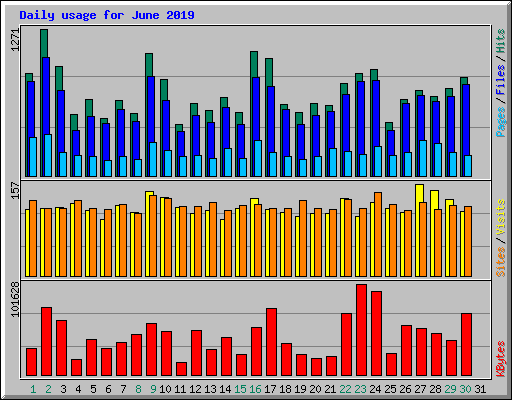 Daily usage for June 2019
1271
Pages / Files / Hits
157
Sites / Visits
101628
KBytes
1 2 3 4 5 6 7 8 9 10 11 12 13 14 15 16 17 18 19 20 21 22 23 24 25 26 27 28 29 30 31